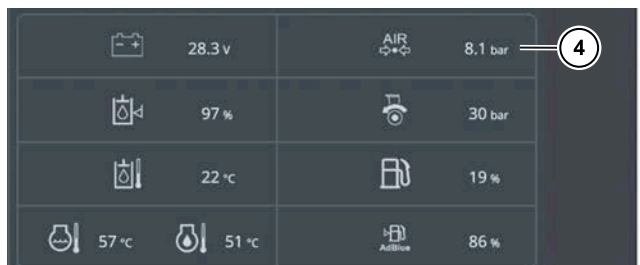 28.3 v
AIR
8.1 bar
4
97 %
30 bar
22 °C
19 %
57 °C
51 °C
AdBlue
86 %